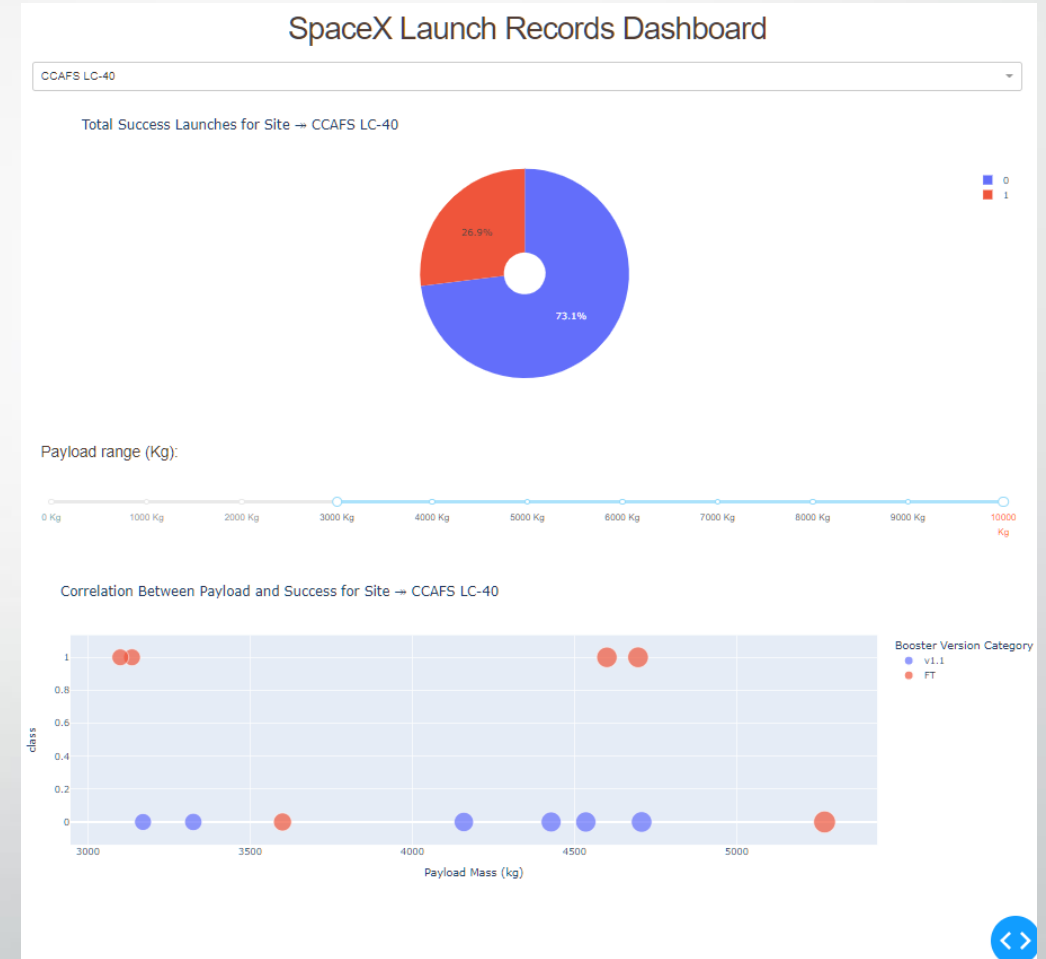 SpaceX Launch Records Dashboard
CCAFS LC-40
Total Success Launches for Site → CCAFS LC-40
0
1
26.9%
73.1%
Payload range (Kg):
0 Kg 1000 Kg 2000 Kg 3000 Kg 4000 Kg 5000 Kg 6000 Kg 7000 Kg 8000 Kg 9000 Kg 10000
Kg
Correlation Between Payload and Success for Site → CCAFS LC-40
Booster Version Category
v1.1
FT
1
0.8
0.6
0.4
0.2
0
class
3000 3500 4000 4500 5000
Payload Mass (kg)